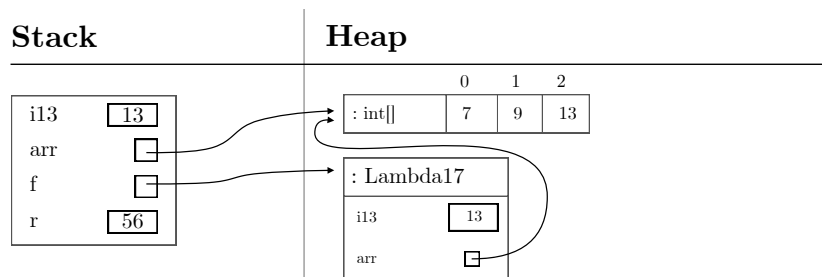 Stack Heap
0 1 2
i13 13
: int[] 7 9 13
arr
f
: Lambda17
r 56
i13 13
arr